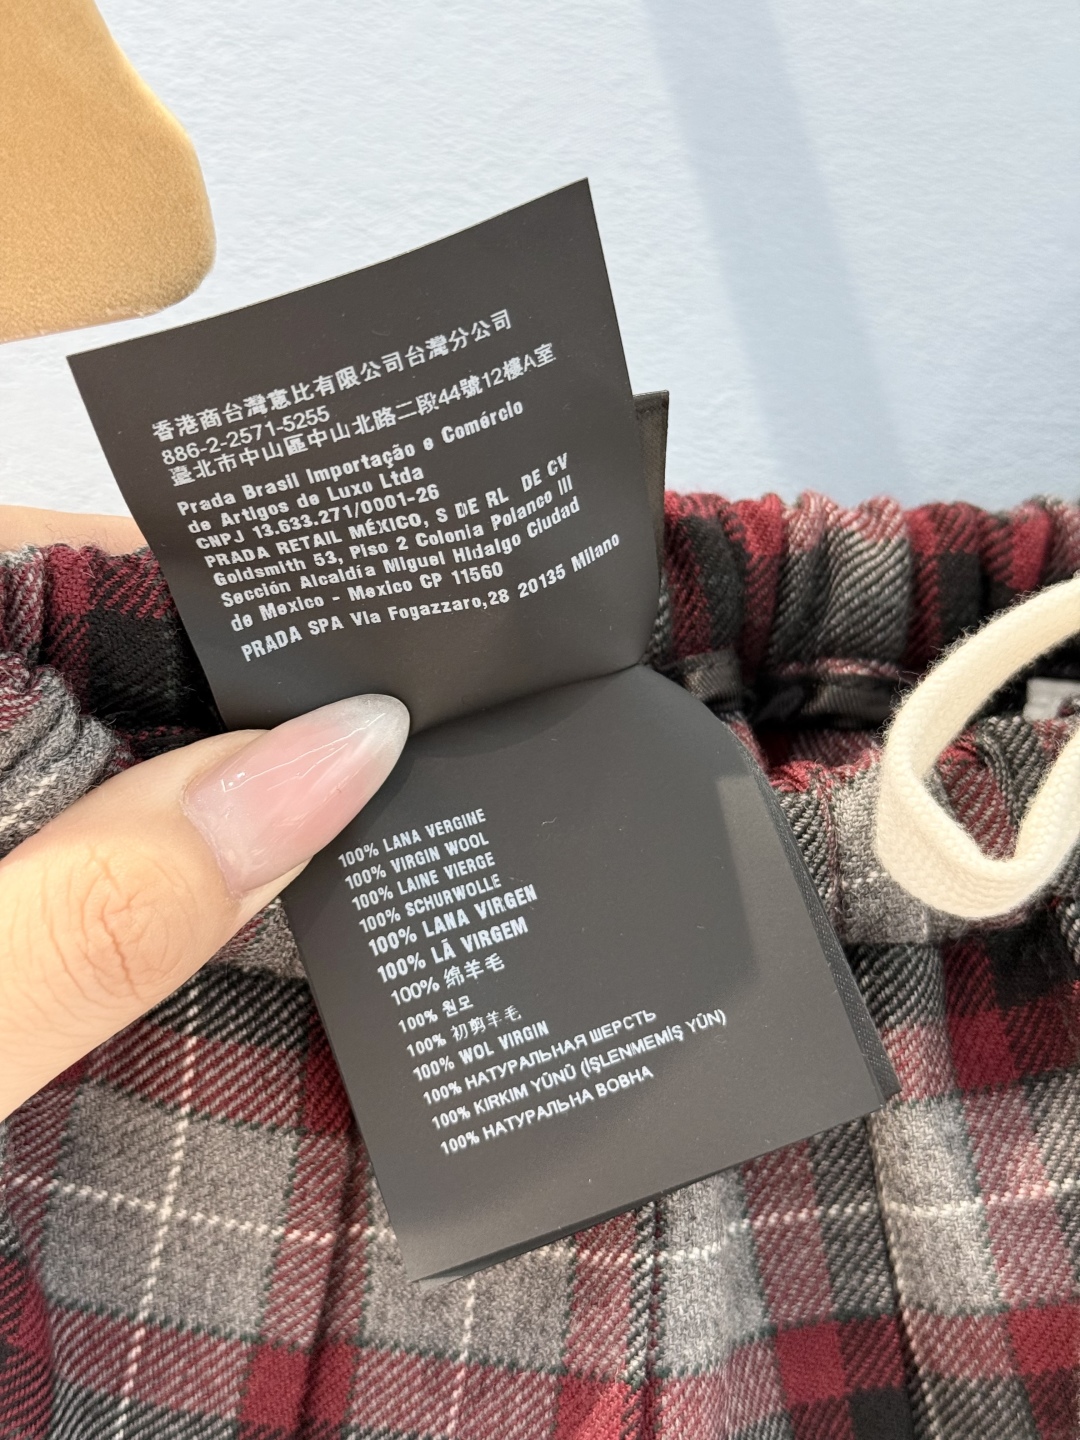 香港商台灣憲比有限公司台灣分公司
886-2-2571-5255
臺北市中山區中山北路二段44號12樓A室
Prada Brasil Importação e Comércio
de Artigos de Luxo Ltda
CNPJ 13.633.271/0001-26
PRADA RETAIL MÉXICO, S DE RL DE CV
Goldsmith 53, Piso 2 Colonia Polanco III
Sección Alcaldía Miguel Hidalgo Ciudad
de Mexico - Mexico CP 11560
PRADA SPA Via Fogazzaro,28 20135 Milano
100% LANA VERGINE
100% VIRGIN WOOL
100% LAINE VIERGE
100% SCHURWOLLE
100% LANA VIRGEN
100% LÃ VIRGEM
100% 绵羊毛
100% 원모
100% 初剪羊毛
100% WOL VIRGIN
100% НАТУРАЛЬНАЯ ШЕРСТЬ
100% KIRKIM YÜNÜ (İŞLENMEMİŞ YÜN)
100% НАТУРАЛЬНА ВОВНА